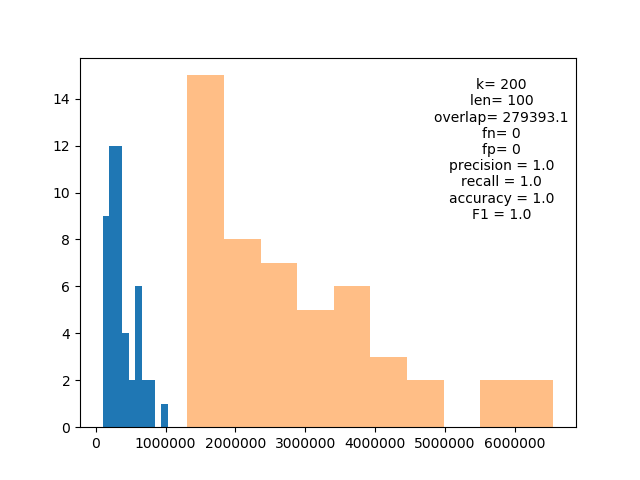 k= 200
len= 100
overlap= 279393.1
fn= 0
fp= 0
precision = 1.0
recall = 1.0
accuracy = 1.0
F1 = 1.0
14
12
10
8
6
4
2
0
0 1000000 2000000 3000000 4000000 5000000 6000000